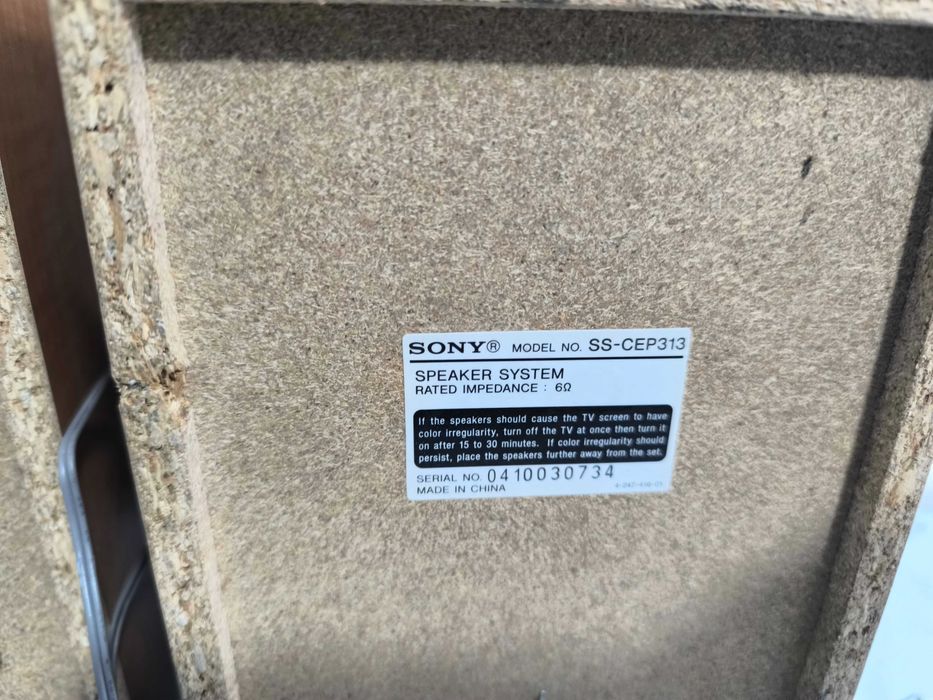 SONY® MODEL NO. SS-CEP313
SPEAKER SYSTEM
RATED IMPEDANCE : 6Ω
If the speakers should cause the TV screen to have
color irregularity, turn off the TV at once then turn it
on after 15 to 30 minutes. If color irregularity should
persist, place the speakers further away from the set.
SERIAL NO. 0410030734
MADE IN CHINA